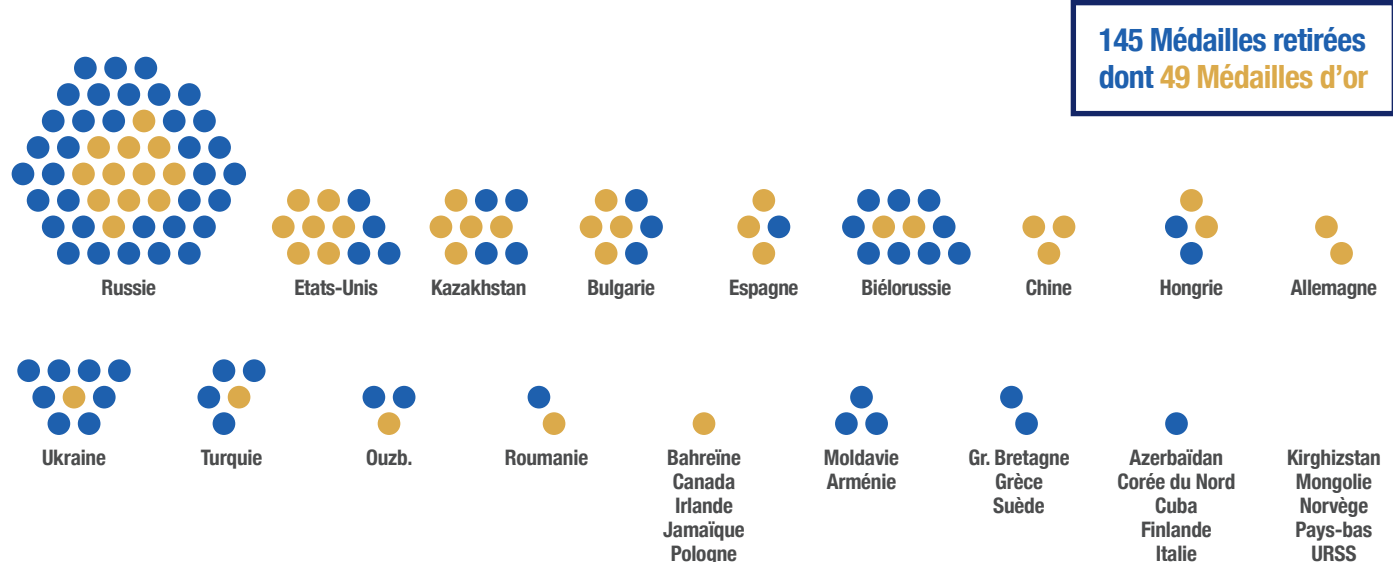 145 Médailles retirées
dont 49 Médailles d'or
Russie
Etats-Unis
Kazakhstan
Bulgarie
Espagne
Biélorussie
Chine
Hongrie
Allemagne
Ukraine
Turquie
Ouzb.
Roumanie
Bahreïne
Canada
Irlande
Jamaïque
Pologne
Moldavie
Arménie
Gr. Bretagne
Grèce
Suède
Azerbaïdan
Corée du Nord
Cuba
Finlande
Italie
Kirghizstan
Mongolie
Norvège
Pays-bas
URSS